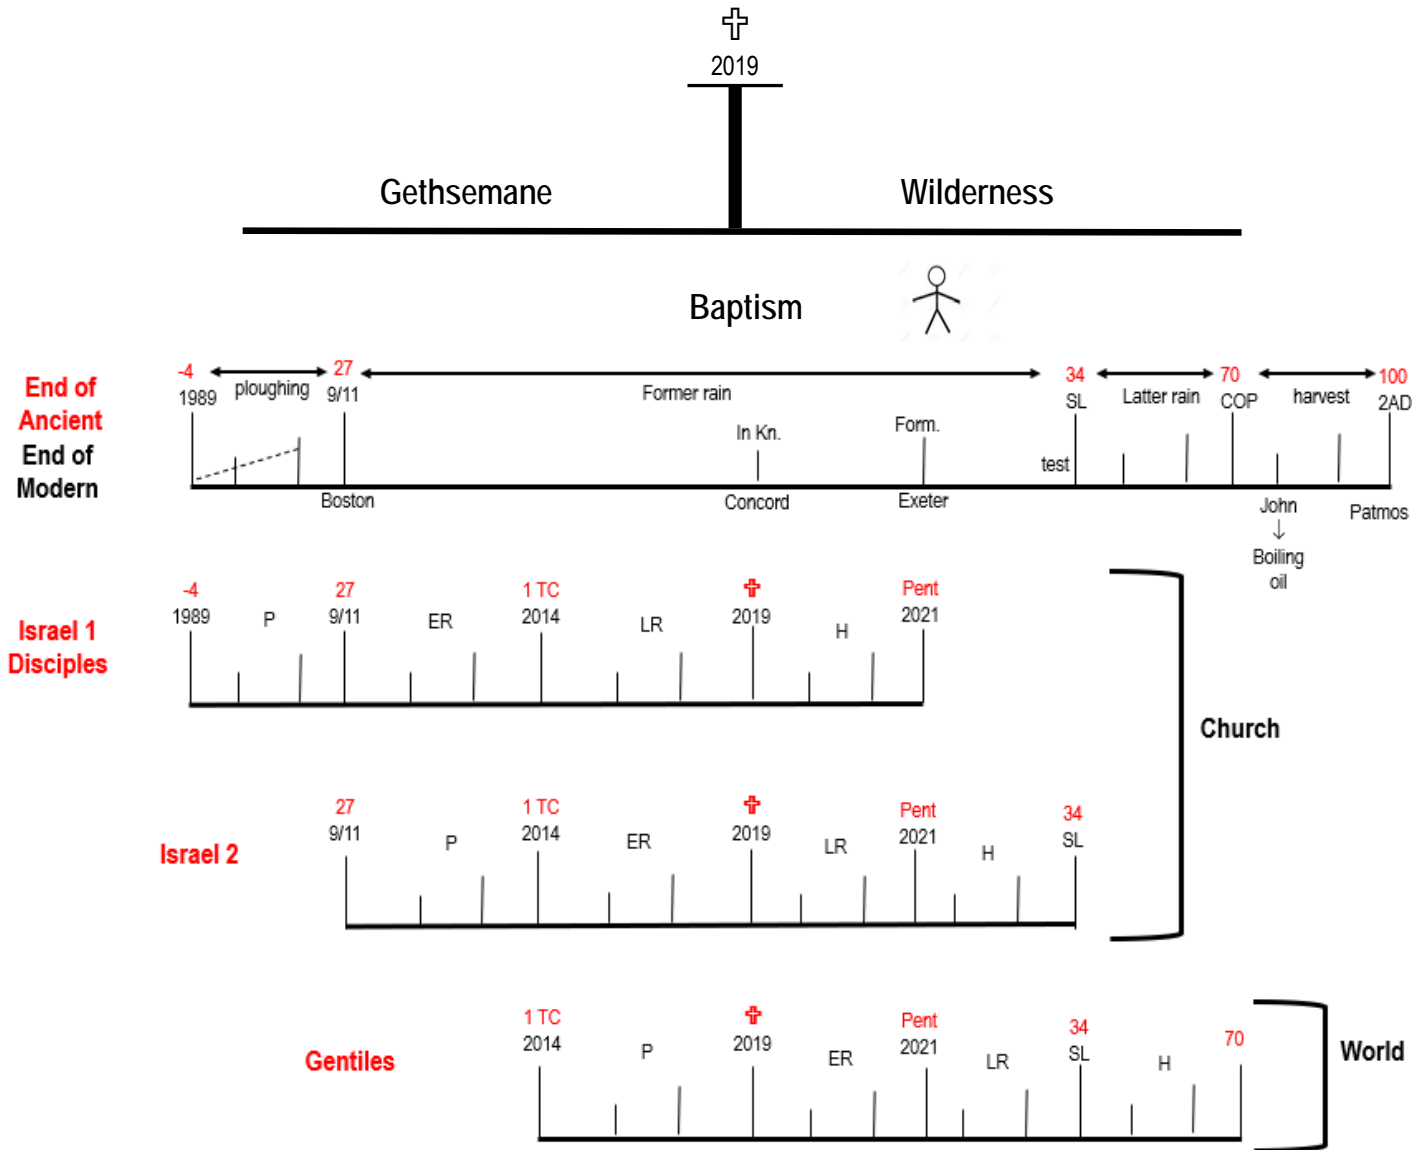 2019
Gethsemane
Wilderness
Baptism
End of
Ancient
End of
Modern
-4
1989
ploughing
27
9/11
Former rain
In Kn.
Form.
34
SL
test
Latter rain
70
COP
harvest
100
2AD
Boston
Concord
Exeter
John
↓
Boiling
oil
Patmos
Israel 1
Disciples
-4
1989
P
27
9/11
ER
1 TC
2014
LR
2019
H
Pent
2021
Church
Israel 2
27
9/11
P
1 TC
2014
ER
2019
LR
Pent
2021
H
34
SL
Gentiles
1 TC
2014
P
2019
ER
Pent
2021
LR
34
SL
H
70
World